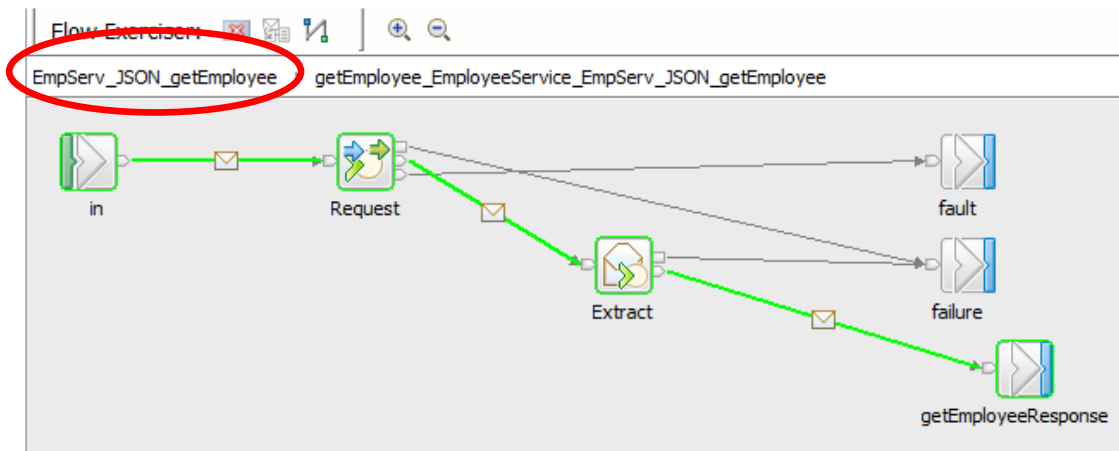 Flow Exerciser:
EmpServ_JSON_getEmployee getEmployee_EmployeeService_EmpServ_JSON_getEmployee
in
Request
fault
Extract
failure
getEmployeeResponse